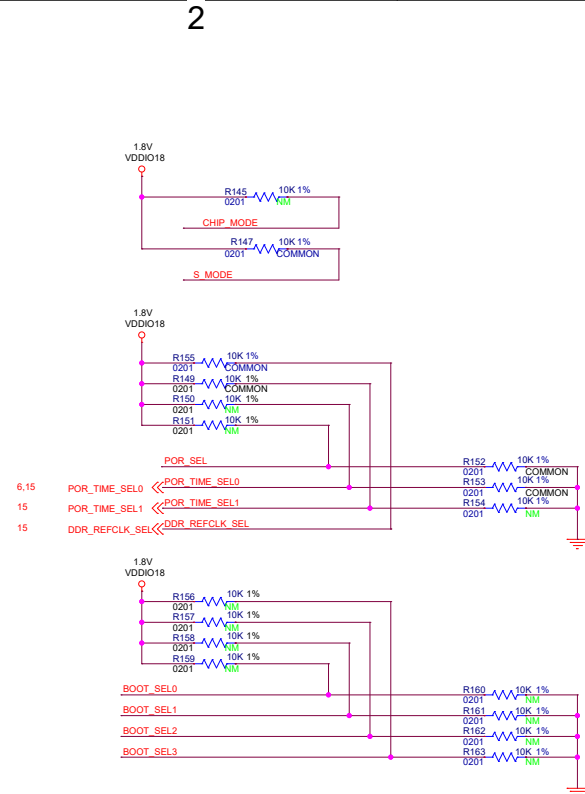 2
1.8V
VDDIO18
R145 10K 1%
0201 NM
CHIP_MODE
R147 10K 1%
0201 COMMON
S_MODE
1.8V
VDDIO18
R155 10K 1%
0201 COMMON
R149 10K 1%
0201 COMMON
R150 10K 1%
0201 NM
R151 10K 1%
0201 NM
POR_SEL R152 10K 1%
0201 COMMON
6,15 POR_TIME_SEL0 POR_TIME_SEL0 R153 10K 1%
0201 COMMON
15 POR_TIME_SEL1 POR_TIME_SEL1 R154 10K 1%
0201 NM
15 DDR_REFCLK_SEL DDR_REFCLK_SEL
1.8V
VDDIO18
R156 10K 1%
0201 NM
R157 10K 1%
0201 NM
R158 10K 1%
0201 NM
R159 10K 1%
0201 NM
BOOT_SEL0 R160 10K 1%
0201 NM
BOOT_SEL1 R161 10K 1%
0201 NM
BOOT_SEL2 R162 10K 1%
0201 NM
BOOT_SEL3 R163 10K 1%
0201 NM